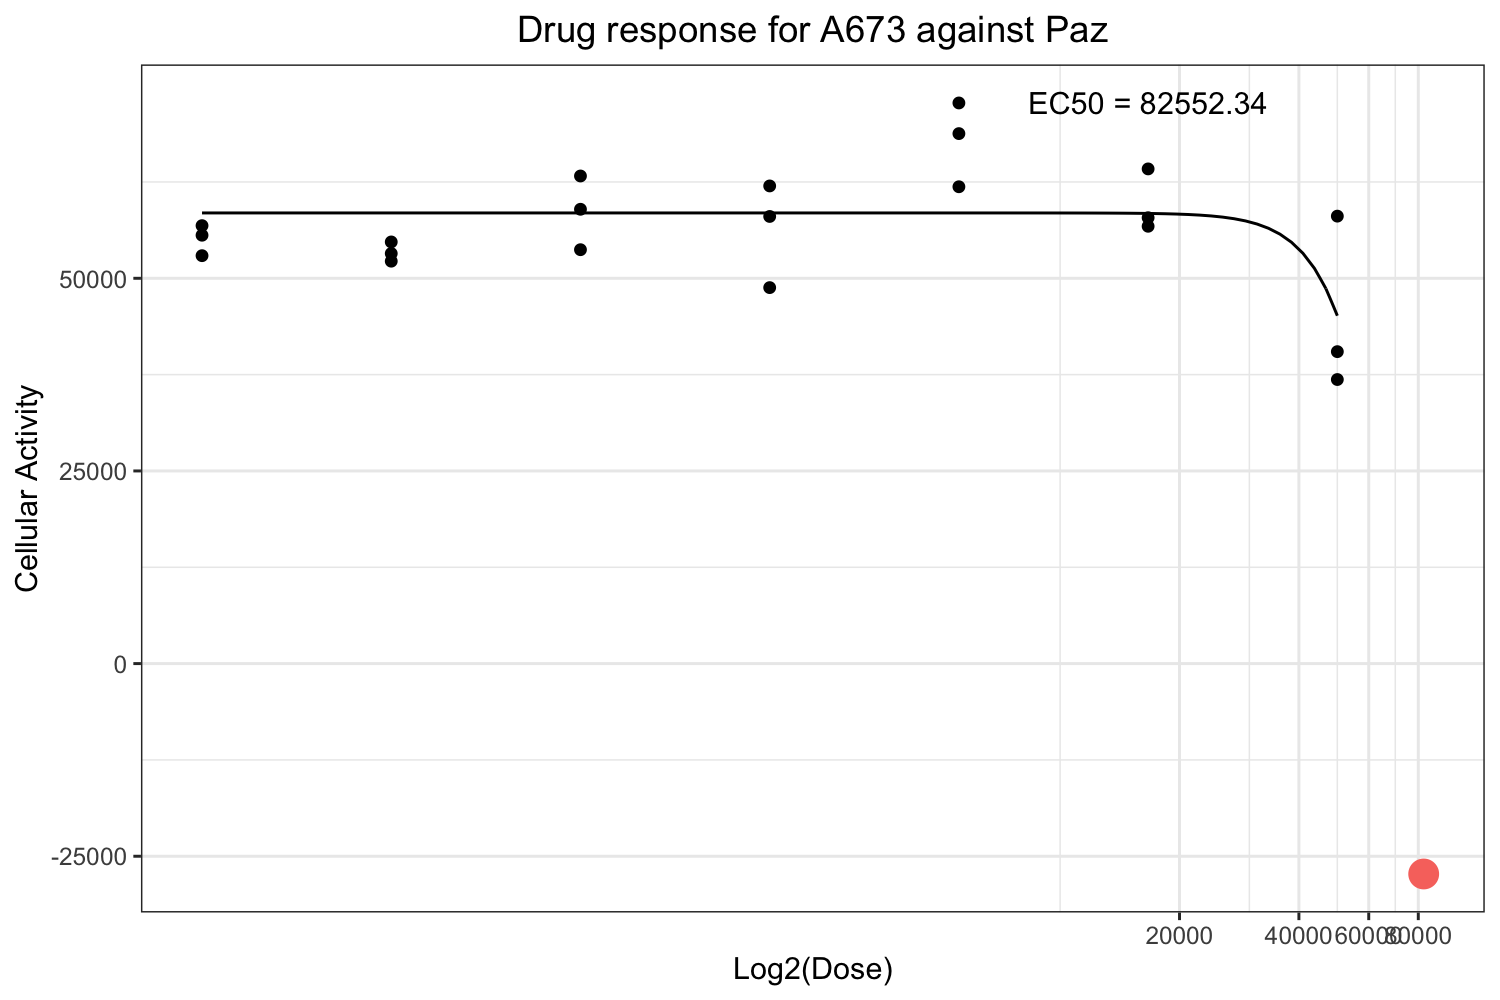 Drug response for A673 against Paz
EC50 = 82552.34
Cellular Activity
50000
25000
0
-25000
20000 40000 60000 80000
Log2(Dose)